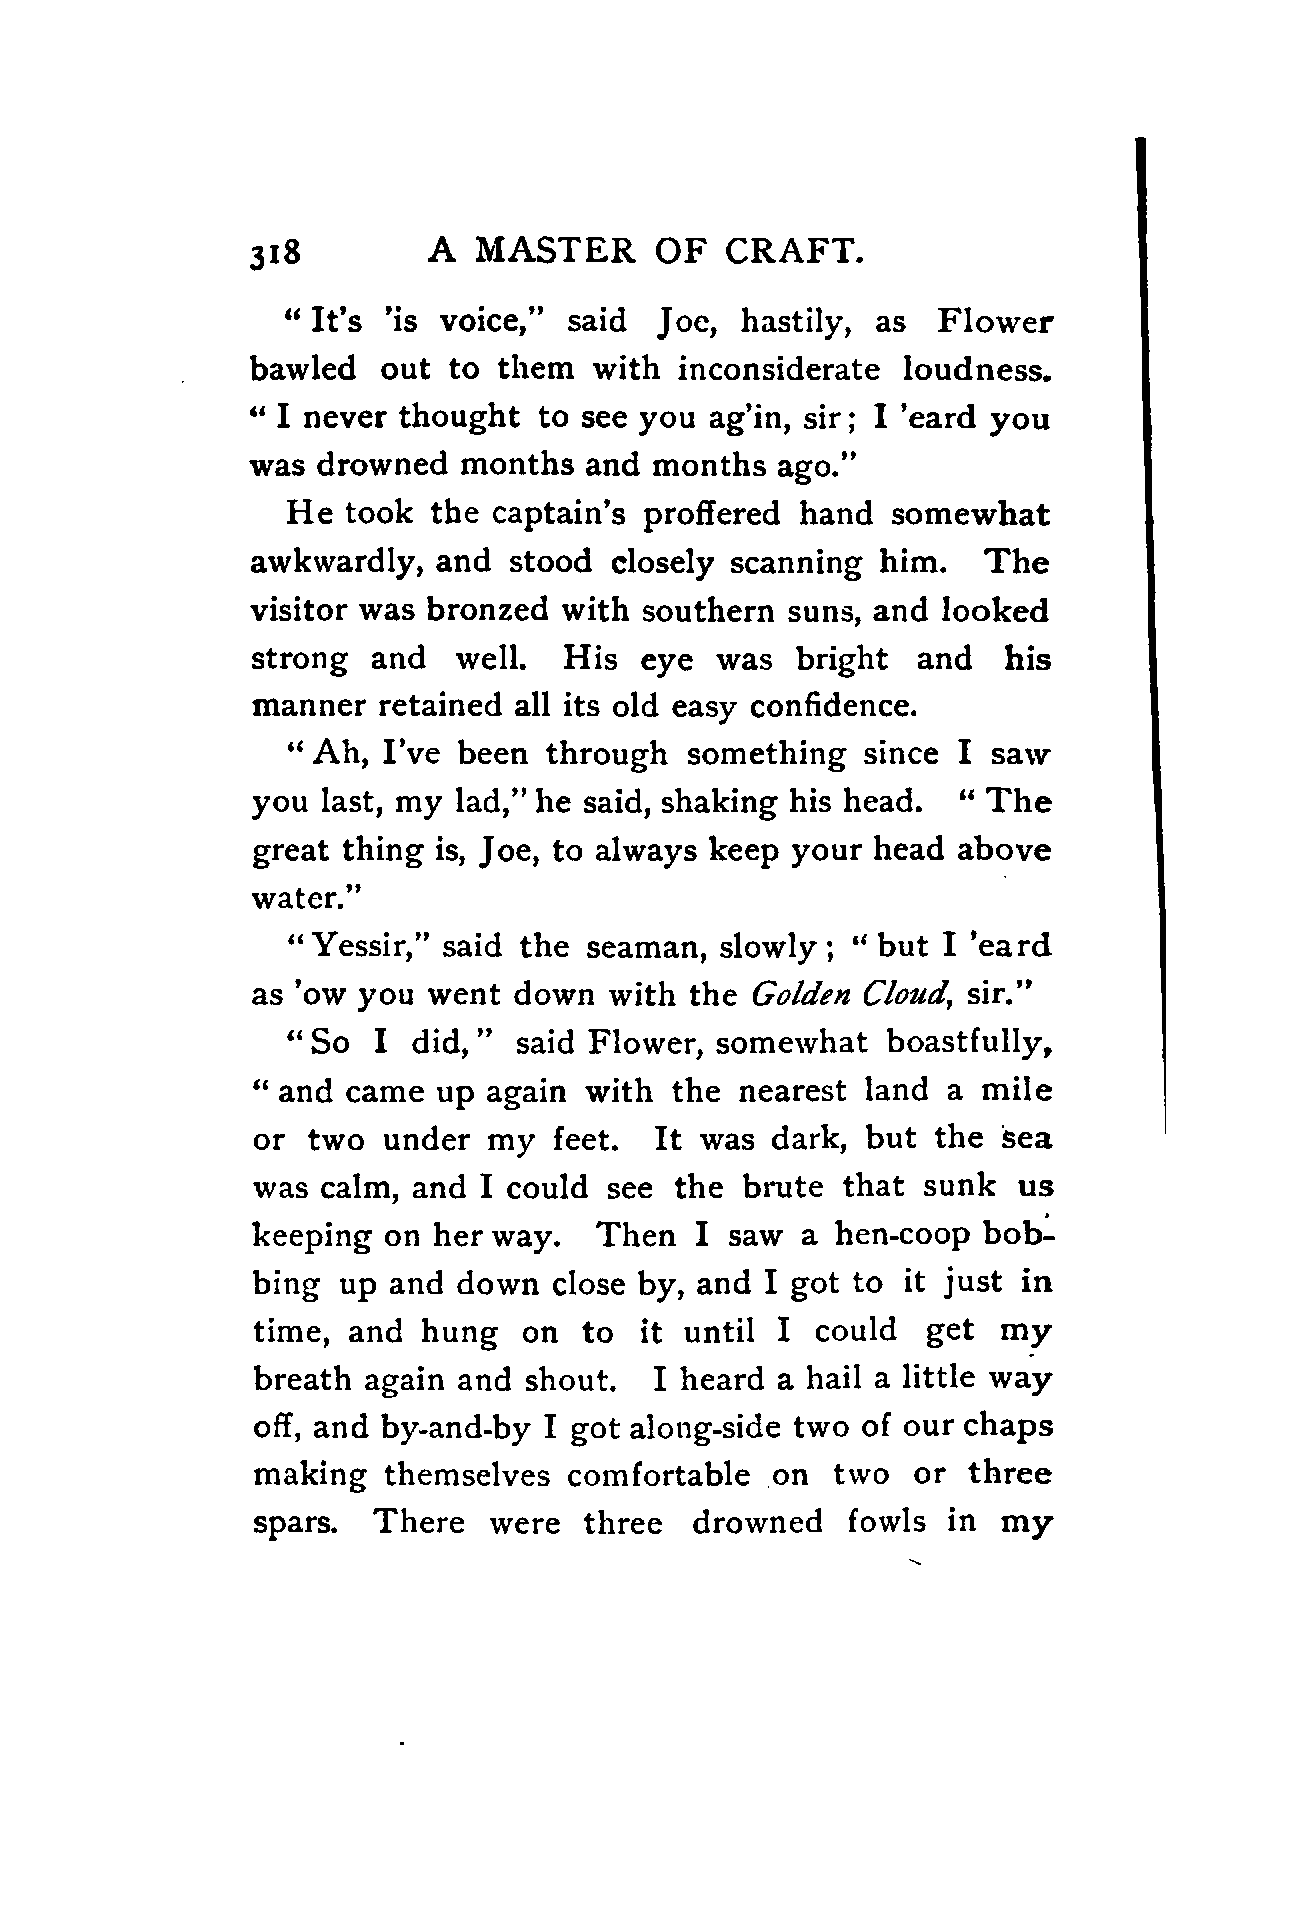 318 A MASTER OF CRAFT.
“ It’s ’is voice,” said Joe, hastily, as Flower
bawled out to them with inconsiderate loudness.
“ I never thought to see you ag’in, sir ; I ’eard you
was drowned months and months ago.”
He took the captain’s proffered hand somewhat
awkwardly, and stood closely scanning him. The
visitor was bronzed with southern suns, and looked
strong and well. His eye was bright and his
manner retained all its old easy confidence.
“ Ah, I’ve been through something since I saw
you last, my lad,” he said, shaking his head. “ The
great thing is, Joe, to always keep your head above
water.”
“ Yessir,” said the seaman, slowly ; “ but I ’eard
as ’ow you went down with the Golden Cloud, sir.”
“ So I did, ” said Flower, somewhat boastfully,
“ and came up again with the nearest land a mile
or two under my feet. It was dark, but the sea
was calm, and I could see the brute that sunk us
keeping on her way. Then I saw a hen-coop bob-
bing up and down close by, and I got to it just in
time, and hung on to it until I could get my
breath again and shout. I heard a hail a little way
off, and by-and-by I got along-side two of our chaps
making themselves comfortable on two or three
spars. There were three drowned fowls in my